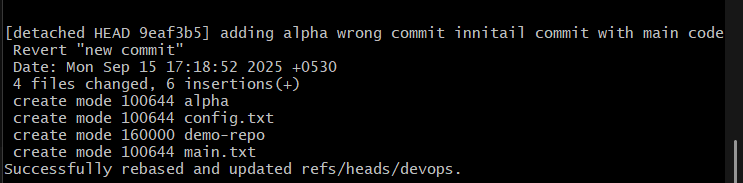 [detached HEAD 9eaf3b5] adding alpha wrong commit innitail commit with main code
Revert "new commit"
Date: Mon Sep 15 17:18:52 2025 +0530
4 files changed, 6 insertions(+)
create mode 100644 alpha
create mode 100644 config.txt
create mode 160000 demo-repo
create mode 100644 main.txt
Successfully rebased and updated refs/heads/devops.